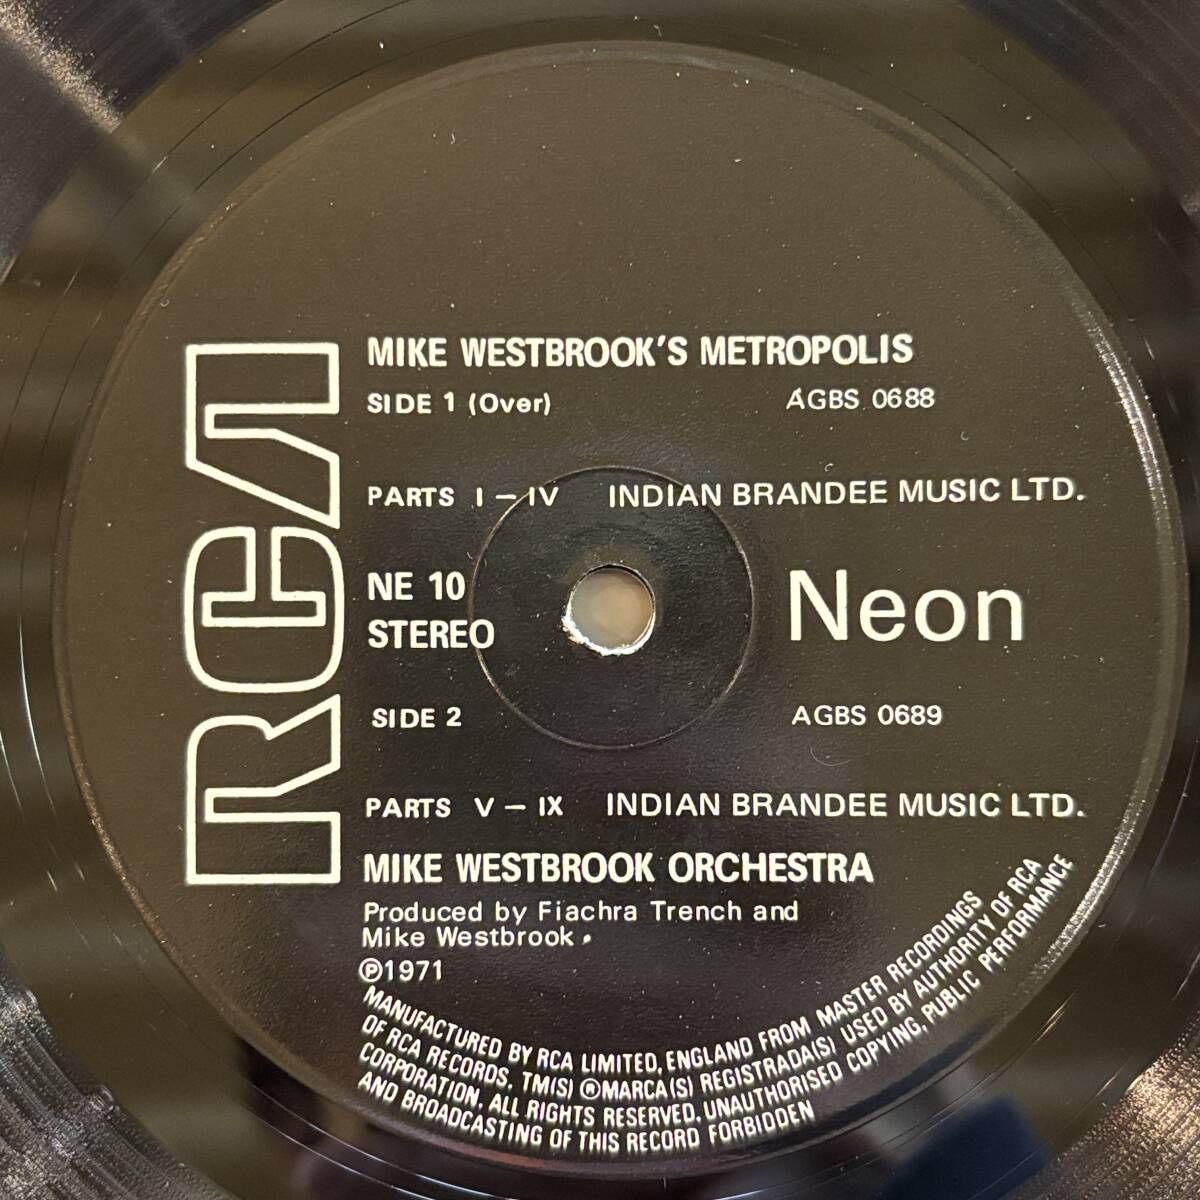 RCA
MIKE WESTBROOK'S METROPOLIS
SIDE 1 (Over) AGBS 0688
PARTS I – IV INDIAN BRANDEE MUSIC LTD.
NE 10
STEREO
Neon
SIDE 2 AGBS 0689
PARTS V – IX INDIAN BRANDEE MUSIC LTD.
MIKE WESTBROOK ORCHESTRA
Produced by Fiachra Trench and
Mike Westbrook.
℗1971
MANUFACTURED BY RCA LIMITED, ENGLAND FROM MASTER RECORDINGS
OF RCA RECORDS. TM(S) ®MARCA(S) REGISTRADA(S) USED BY AUTHORITY OF RCA
CORPORATION. ALL RIGHTS RESERVED. UNAUTHORISED COPYING, PUBLIC PERFORMANCE
AND BROADCASTING OF THIS RECORD FORBIDDEN